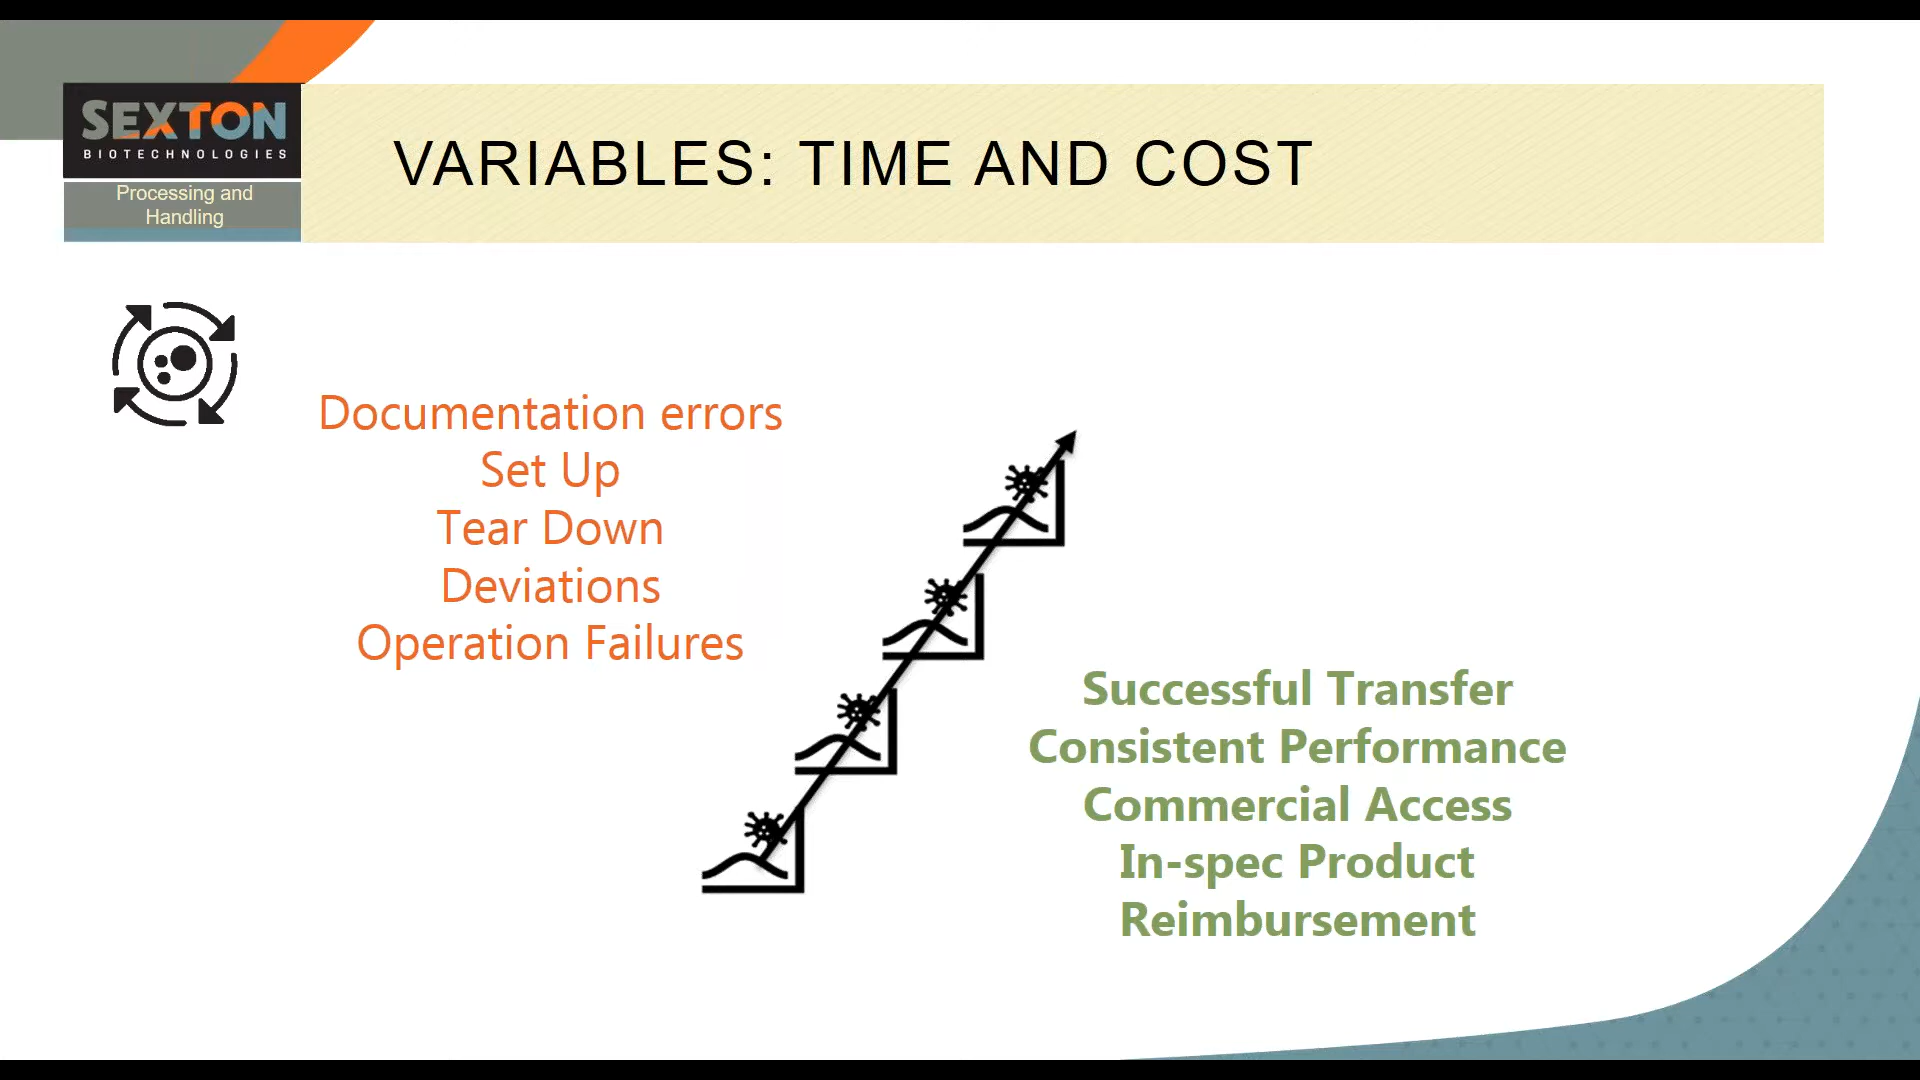 SEXTON
BIOTECHNOLOGIES
Processing and
Handling
VARIABLES: TIME AND COST
Documentation errors
Set Up
Tear Down
Deviations
Operation Failures
Successful Transfer
Consistent Performance
Commercial Access
In-spec Product
Reimbursement